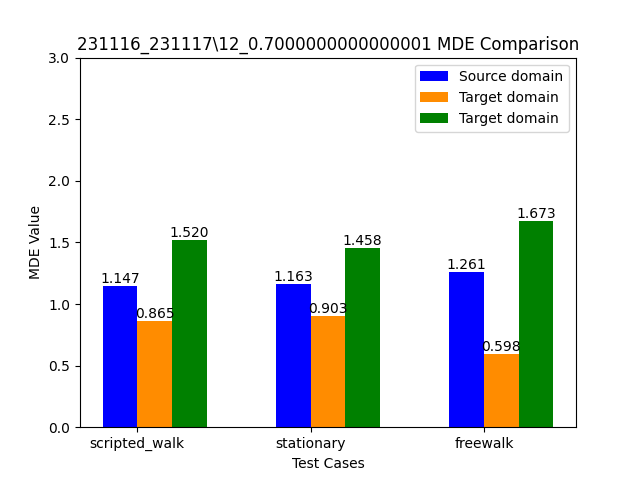 231116_231117\12_0.7000000000000001 MDE Comparison
3.0
2.5
2.0
1.5
1.0
0.5
0.0
MDE Value
Source domain
Target domain
Target domain
1.147
0.865
1.520
1.163
0.903
1.458
1.261
0.598
1.673
scripted_walk
stationary
freewalk
Test Cases